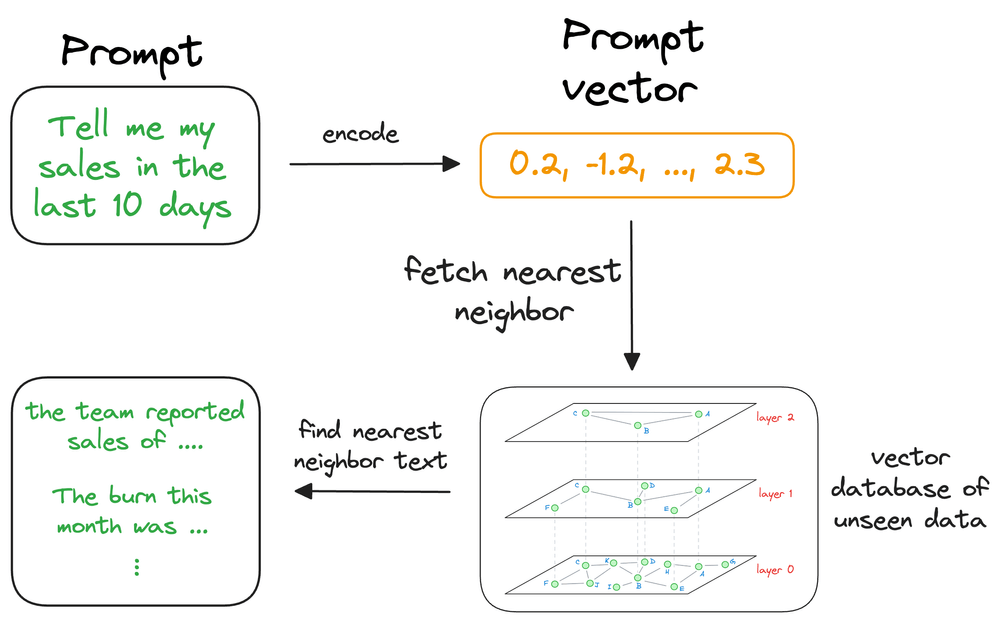 Prompt
Tell me my
sales in the
last 10 days
encode
Prompt
vector
0.2, -1.2, ..., 2.3
fetch nearest
neighbor
C
A
B
layer 2
C
D
A
F
B
E
layer 1
C
K
D
H
A
G
F
J
I
B
E
layer 0
vector
database of
unseen data
find nearest
neighbor text
the team reported
sales of ....
The burn this
month was ...
⋮